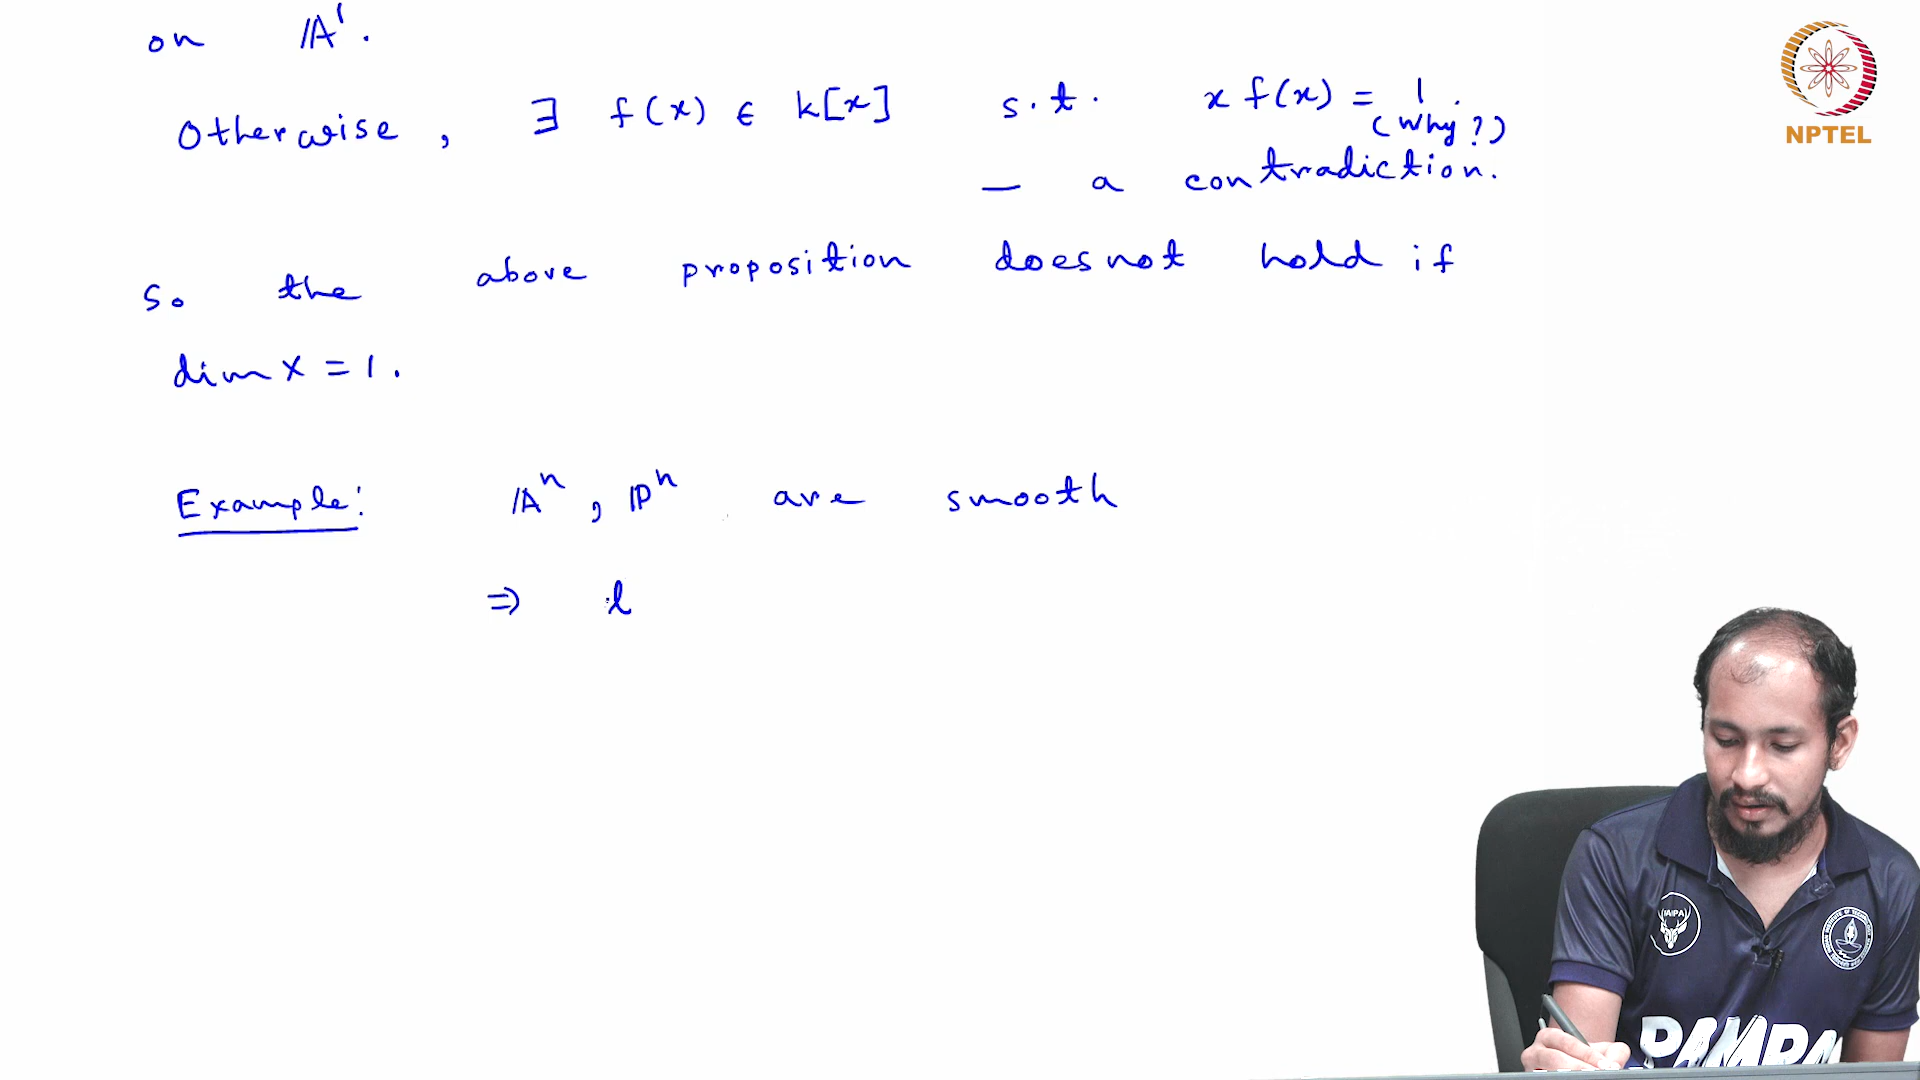 on 𝔸¹.
Otherwise, ∃ f(x) ∈ k[x] s.t. x f(x) = 1.
(Why?)
— a contradiction.
So the above proposition does not hold if
dim X = 1.
Example: 𝔸ⁿ, ℙⁿ are smooth
⇒
NPTEL